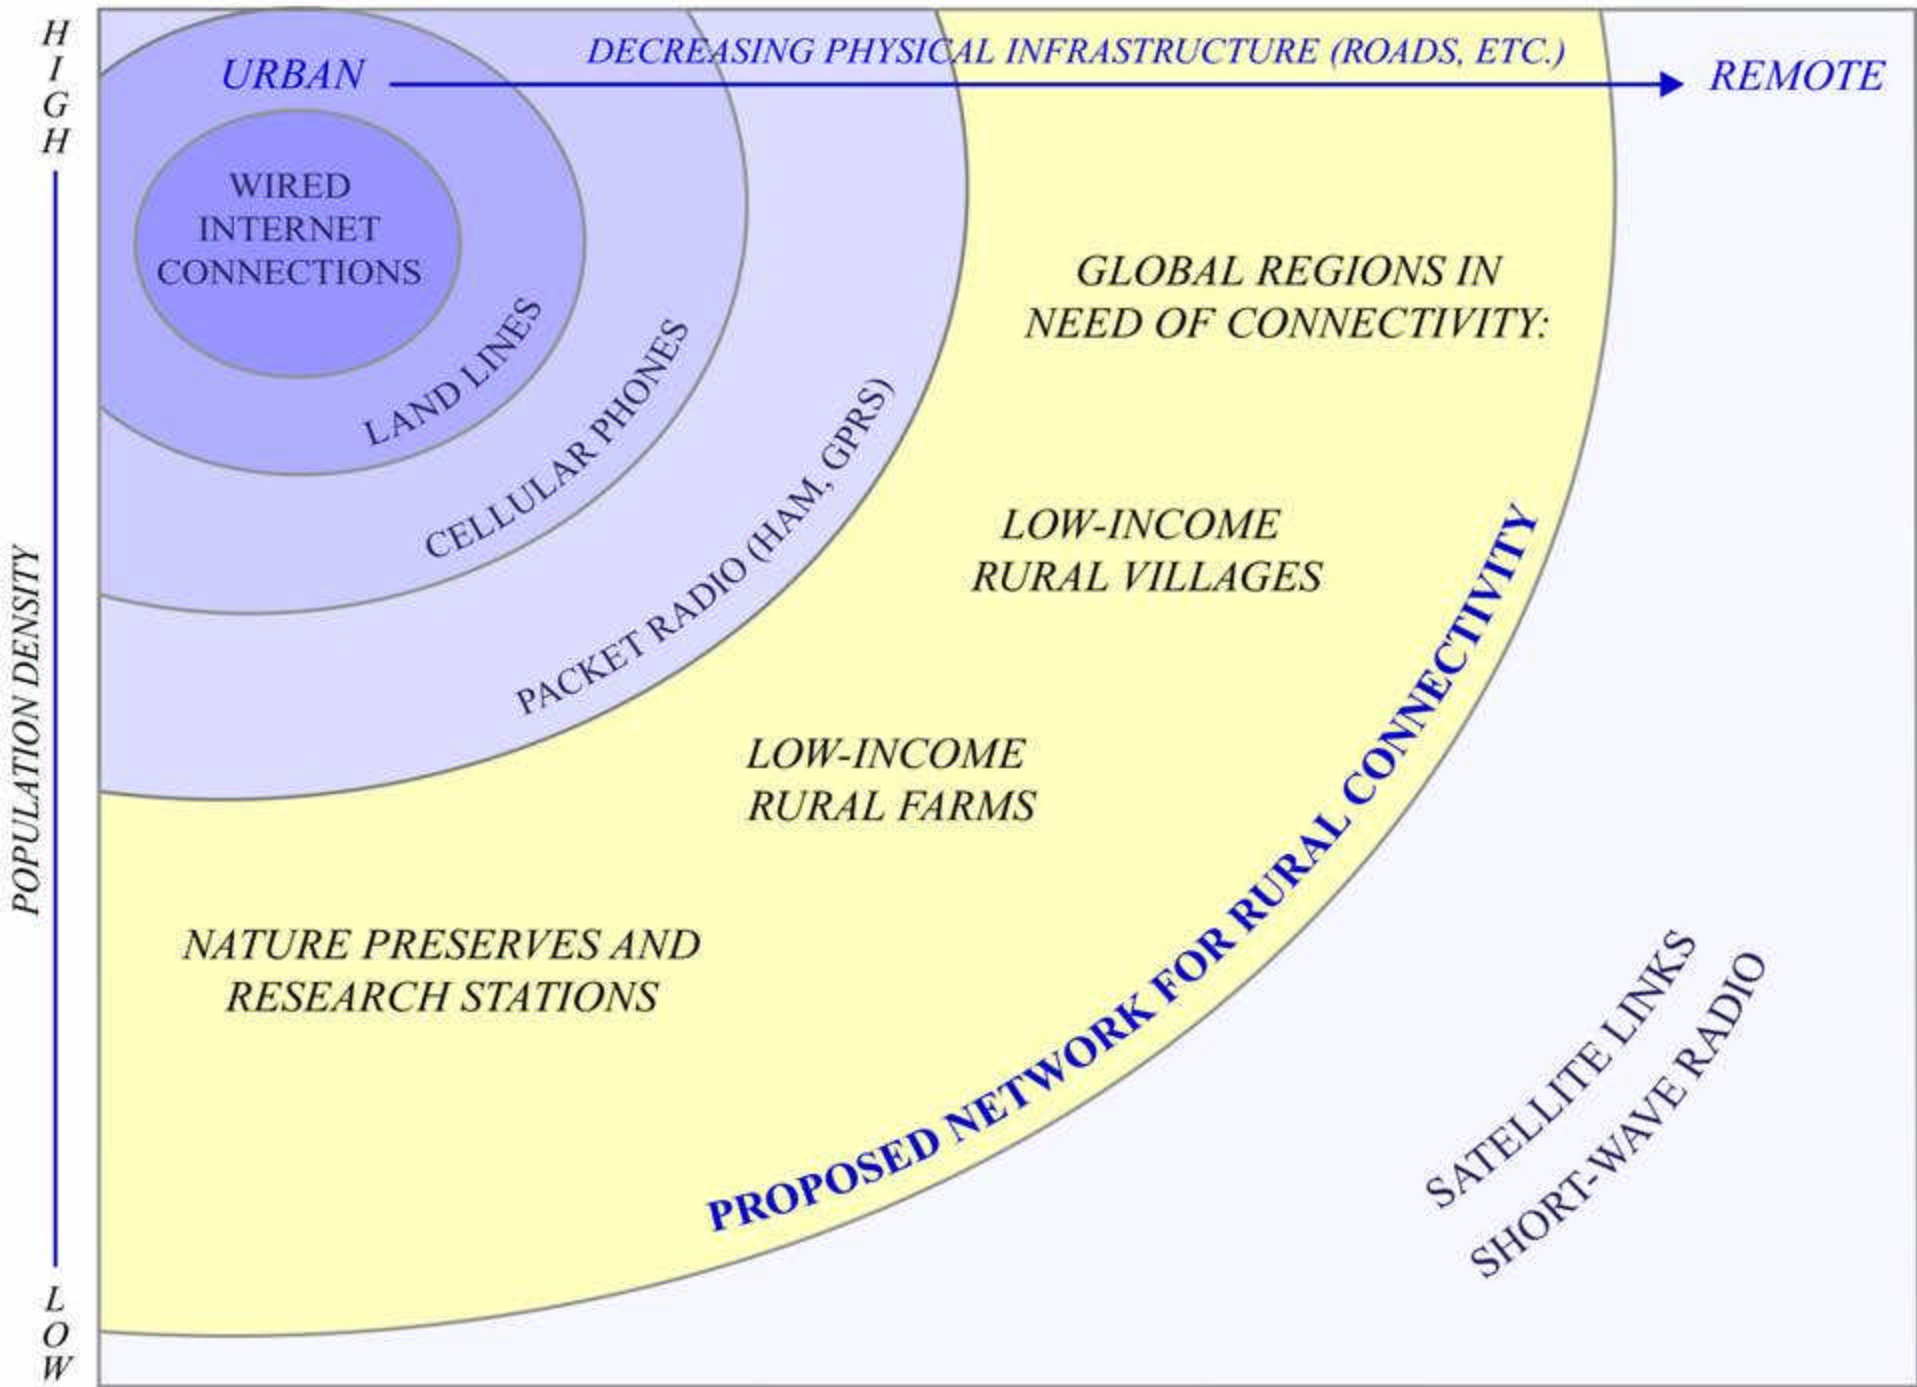 HIGH
POPULATION DENSITY
LOW
URBAN
DECREASING PHYSICAL INFRASTRUCTURE (ROADS, ETC.)
REMOTE
WIRED
INTERNET
CONNECTIONS
LAND LINES
CELLULAR PHONES
PACKET RADIO (HAM, GPRS)
GLOBAL REGIONS IN
NEED OF CONNECTIVITY:
LOW-INCOME
RURAL VILLAGES
LOW-INCOME
RURAL FARMS
NATURE PRESERVES AND
RESEARCH STATIONS
PROPOSED NETWORK FOR RURAL CONNECTIVITY
SATELLITE LINKS
SHORT-WAVE RADIO